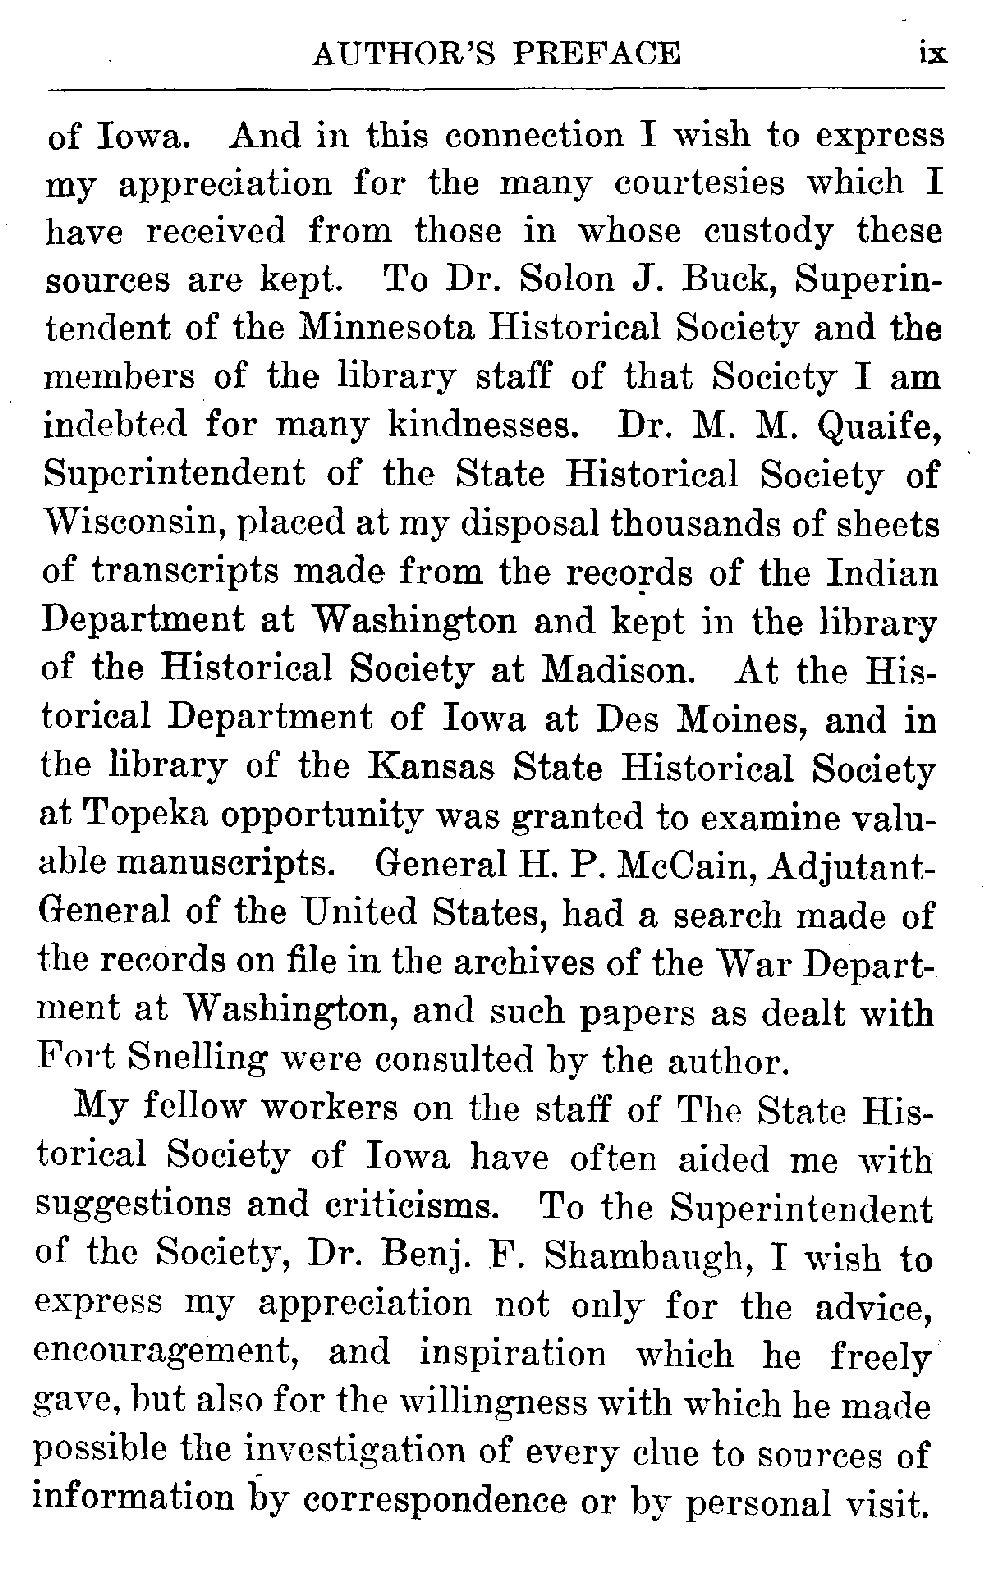 AUTHOR'S PREFACE ix
of Iowa. And in this connection I wish to express
my appreciation for the many courtesies which I
have received from those in whose custody these
sources are kept. To Dr. Solon J. Buck, Superin-
tendent of the Minnesota Historical Society and the
members of the library staff of that Society I am
indebted for many kindnesses. Dr. M. M. Quaife,
Superintendent of the State Historical Society of
Wisconsin, placed at my disposal thousands of sheets
of transcripts made from the records of the Indian
Department at Washington and kept in the library
of the Historical Society at Madison. At the His-
torical Department of Iowa at Des Moines, and in
the library of the Kansas State Historical Society
at Topeka opportunity was granted to examine valu-
able manuscripts. General H. P. McCain, Adjutant-
General of the United States, had a search made of
the records on file in the archives of the War Depart-
ment at Washington, and such papers as dealt with
Fort Snelling were consulted by the author.
My fellow workers on the staff of The State His-
torical Society of Iowa have often aided me with
suggestions and criticisms. To the Superintendent
of the Society, Dr. Benj. F. Shambaugh, I wish to
express my appreciation not only for the advice,
encouragement, and inspiration which he freely
gave, but also for the willingness with which he made
possible the investigation of every clue to sources of
information by correspondence or by personal visit.